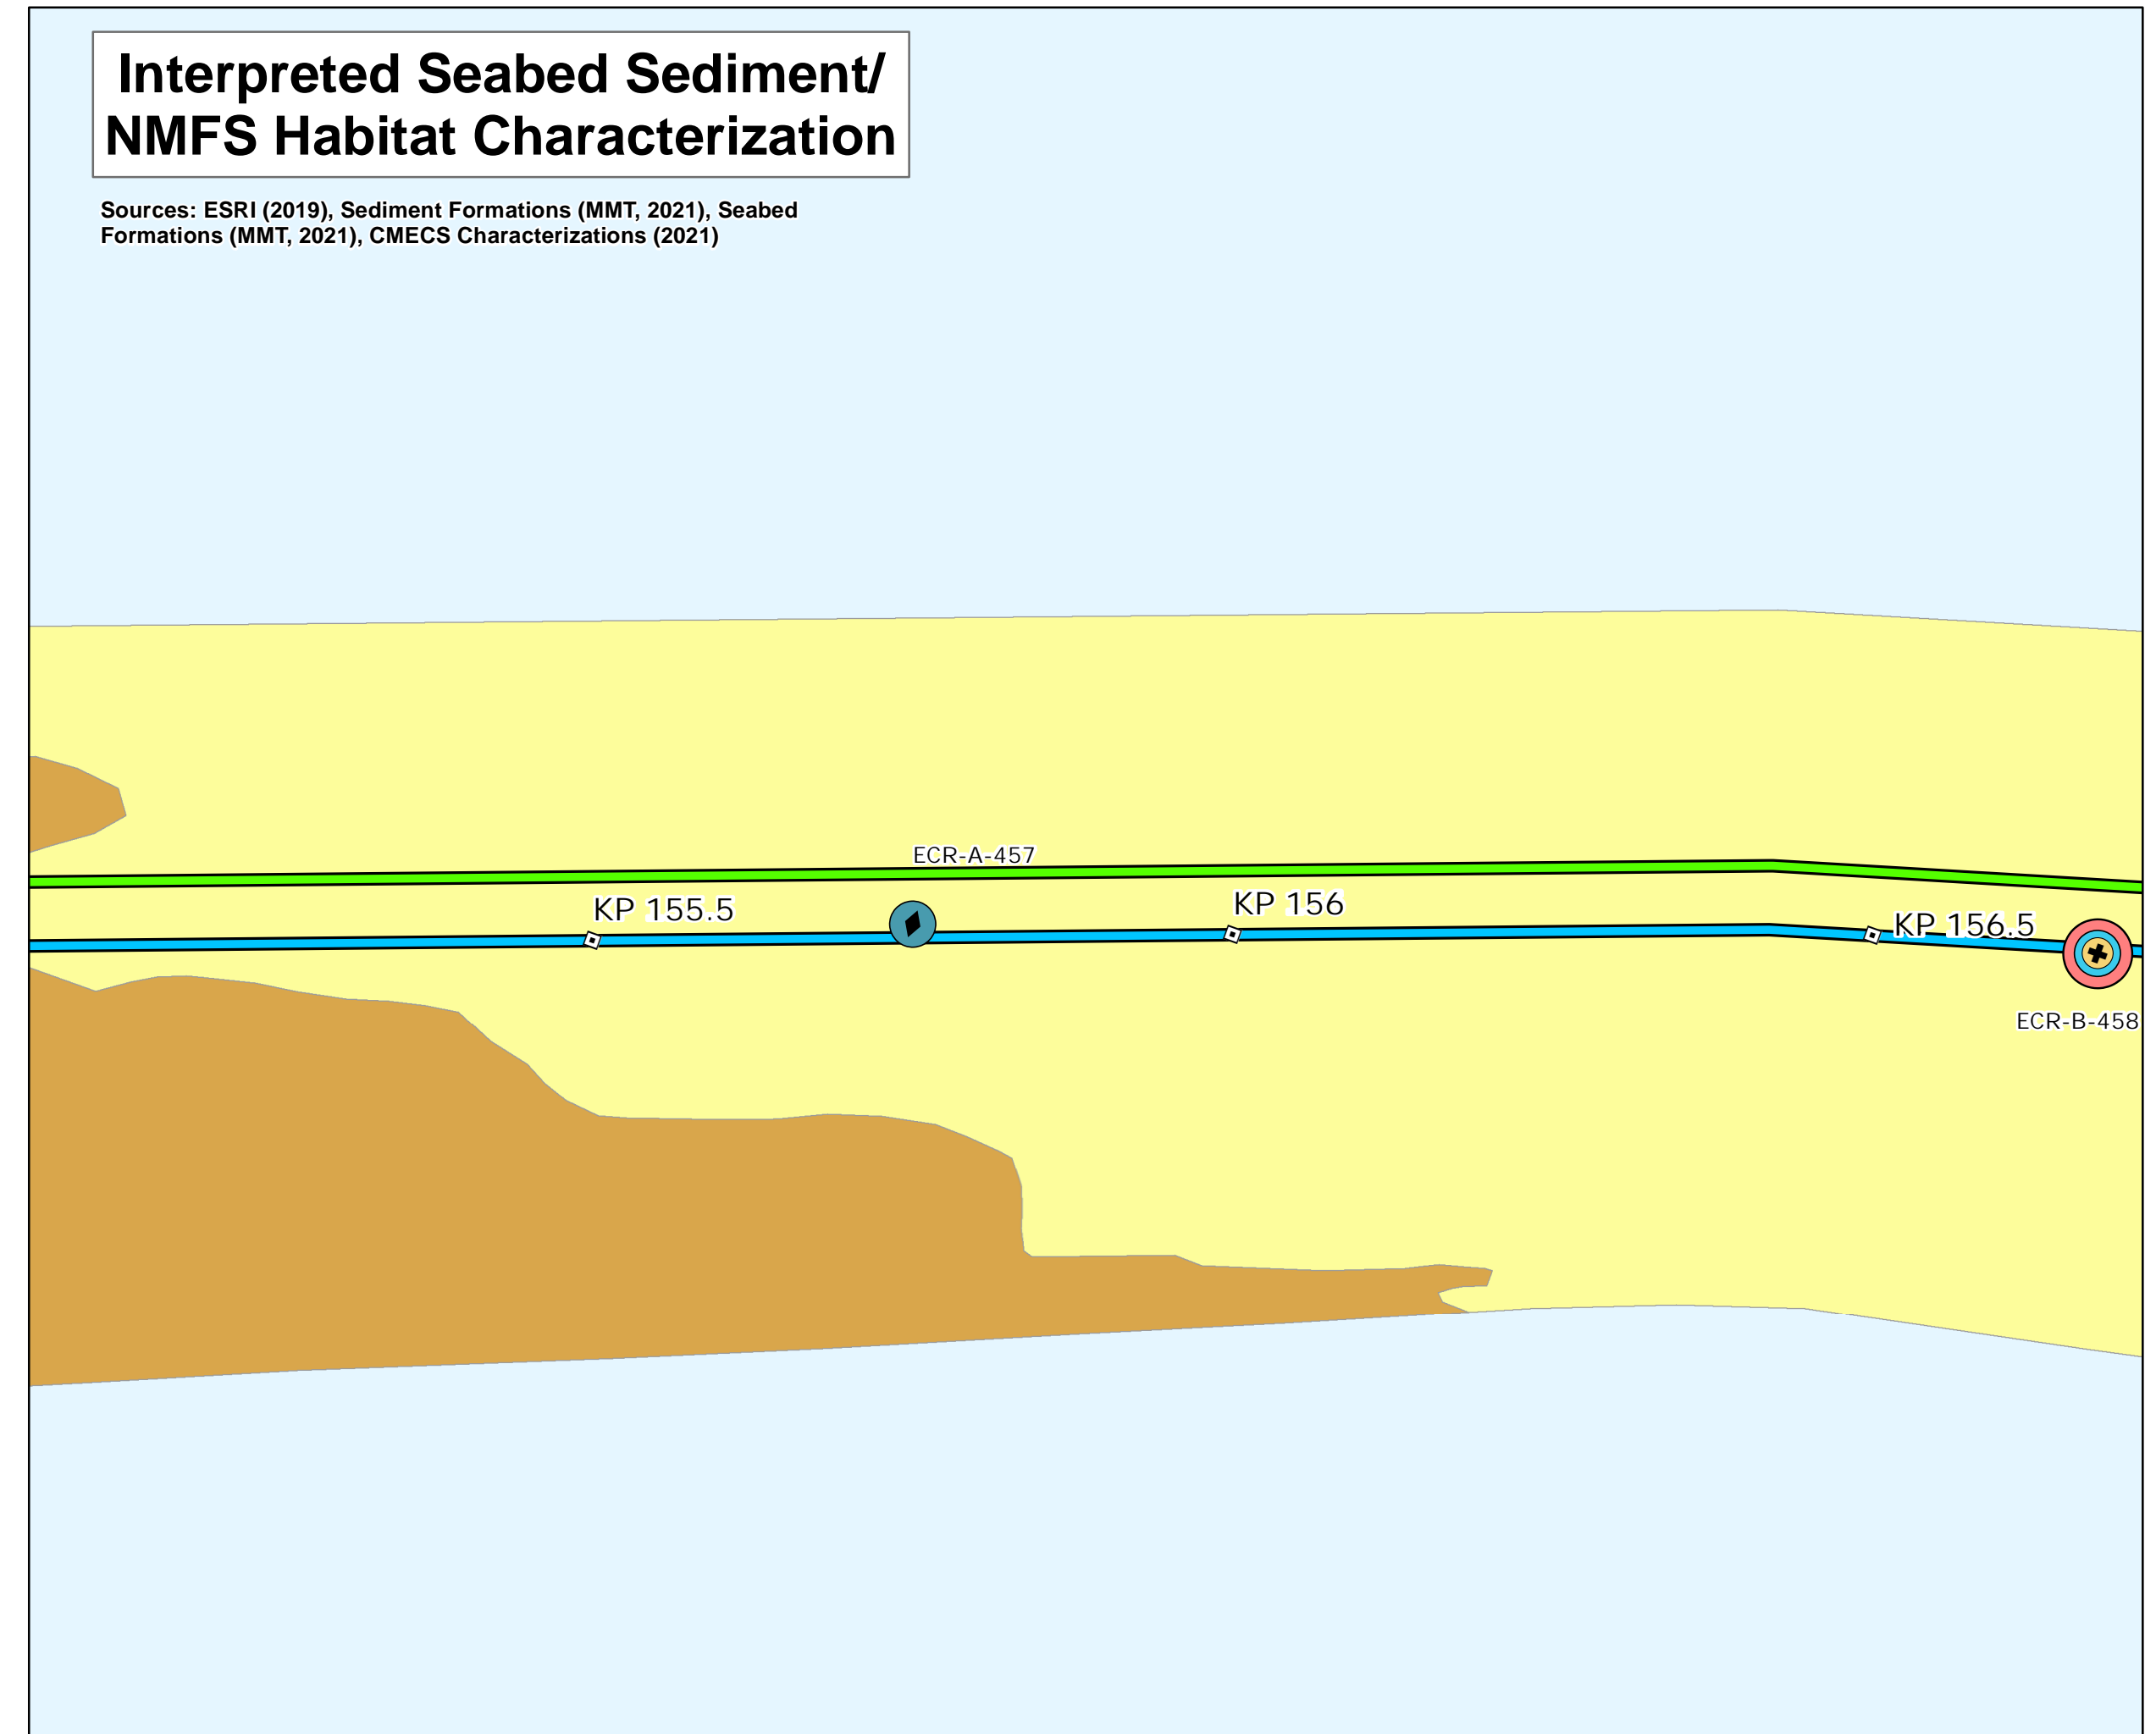 Interpreted Seabed Sediment/
NMFS Habitat Characterization
Sources: ESRI (2019), Sediment Formations (MMT, 2021), Seabed
Formations (MMT, 2021), CMECS Characterizations (2021)
ECR-A-457
KP 155.5
KP 156
KP 156.5
ECR-B-458